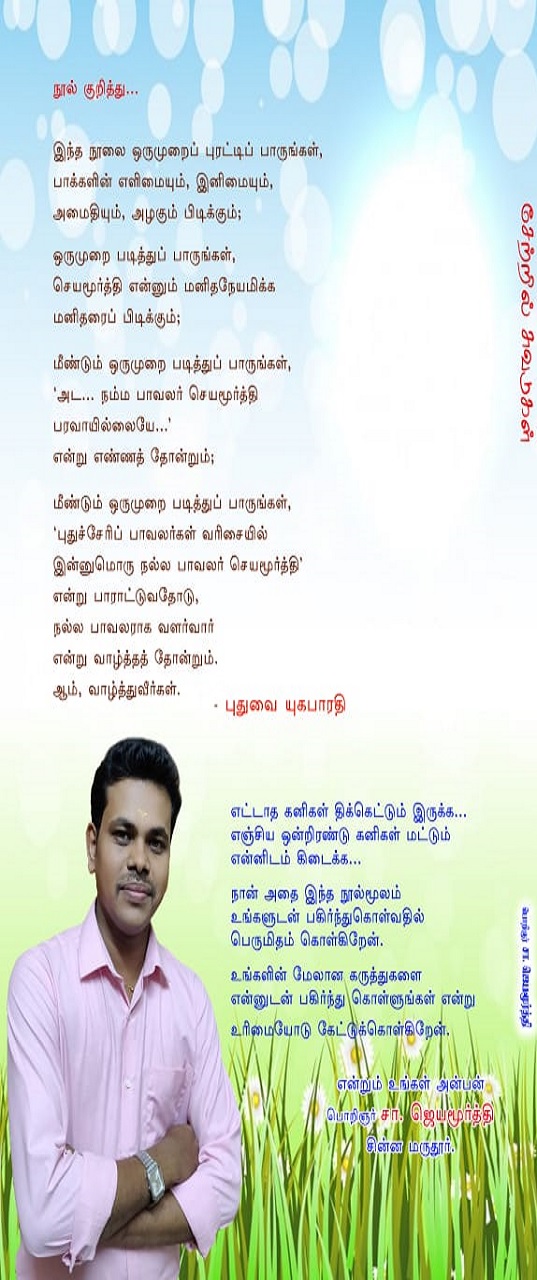 நூல் குறித்து...
இந்த நூலை ஒருமுறைப் புரட்டிப் பாருங்கள்,
பாக்களின் எளிமையும், இனிமையும்,
அமைதியும், அழகும் பிடிக்கும்;
ஒருமுறை படித்துப் பாருங்கள்,
செயமூர்த்தி என்னும் மனிதநேயமிக்க
மனிதரைப் பிடிக்கும்;
மீண்டும் ஒருமுறை படித்துப் பாருங்கள்,
‘அட... நம்ம பாவலர் செயமூர்த்தி
பரவாயில்லையே...’
என்று எண்ணத் தோன்றும்;
மீண்டும் ஒருமுறை படித்துப் பாருங்கள்,
‘புதுச்சேரிப் பாவலர்கள் வரிசையில்
இன்னுமொரு நல்ல பாவலர் செயமூர்த்தி’
என்று பாராட்டுவதோடு,
நல்ல பாவலராக வளர்வார்
என்று வாழ்த்தத் தோன்றும்.
ஆம், வாழ்த்துவீர்கள்.
- புதுவை யுகபாரதி
எட்டாத கனிகள் திக்கெட்டும் இருக்க...
எஞ்சிய ஒன்றிரண்டு கனிகள் மட்டும்
என்னிடம் கிடைக்க...
நான் அதை இந்த நூல்மூலம்
உங்களுடன் பகிர்ந்துகொள்வதில்
பெருமிதம் கொள்கிறேன்.
உங்களின் மேலான கருத்துகளை
என்னுடன் பகிர்ந்து கொள்ளுங்கள் என்று
உரிமையோடு கேட்டுக்கொள்கிறேன்.
என்றும் உங்கள் அன்பன்
பொறிஞர் சா. ஜெயமூர்த்தி
சின்ன மருதூர்.
சேற்றில் சுவடுகள்
பொறிஞர் சா. ஜெயமூர்த்தி